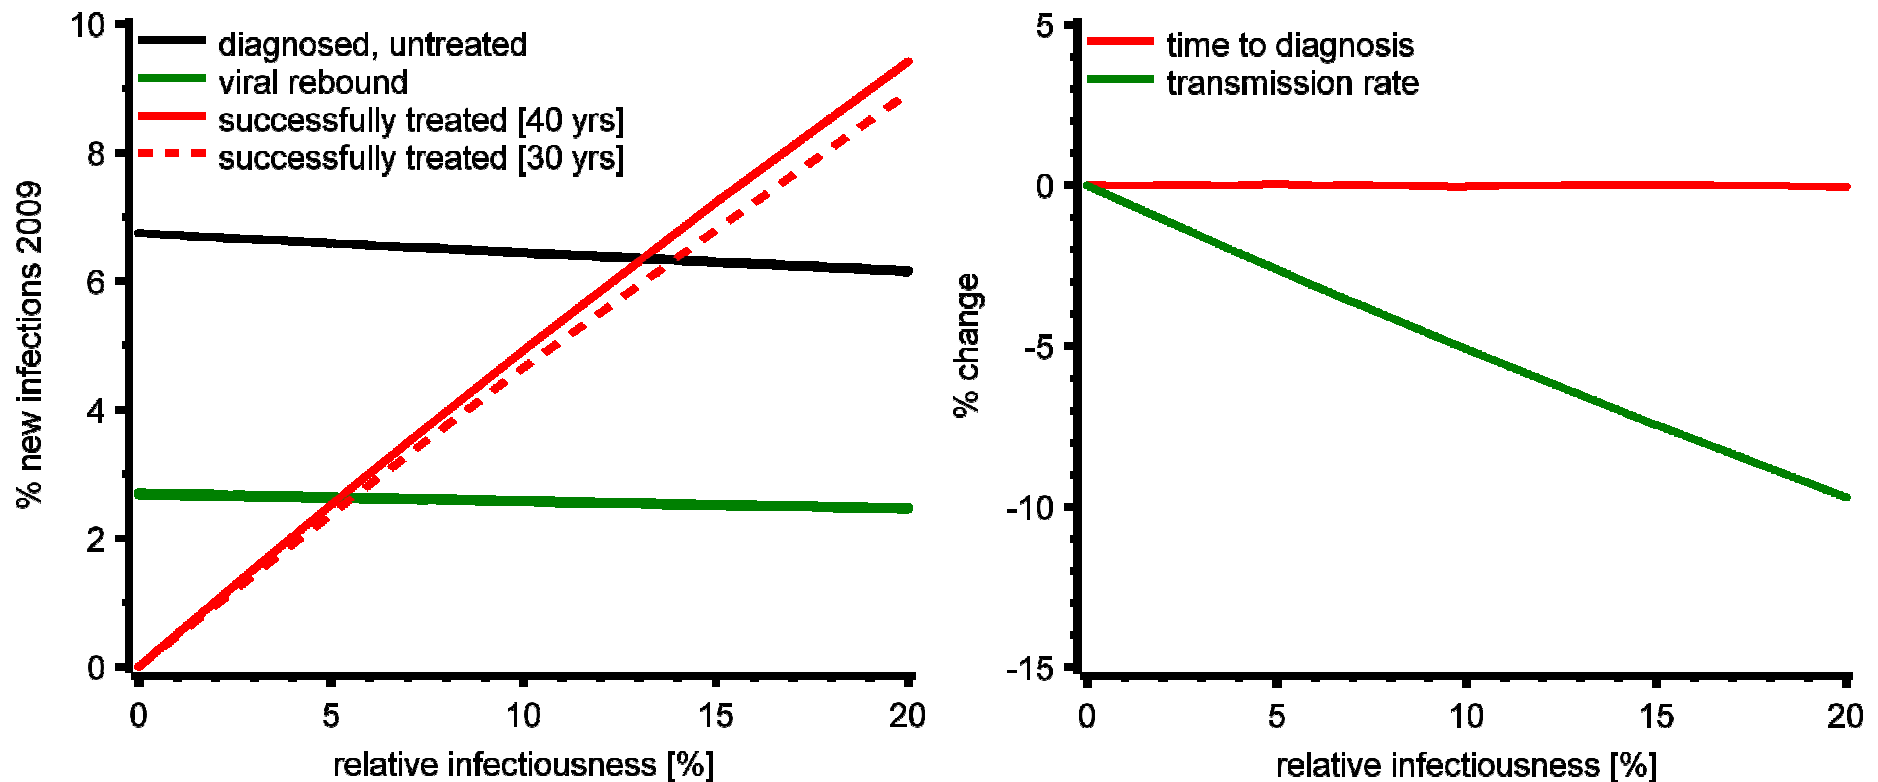 10
8
6
4
2
0
% new infections 2009
diagnosed, untreated
viral rebound
successfully treated [40 yrs]
successfully treated [30 yrs]
0 5 10 15 20
relative infectiousness [%]
5
0
-5
-10
-15
% change
time to diagnosis
transmission rate
0 5 10 15 20
relative infectiousness [%]